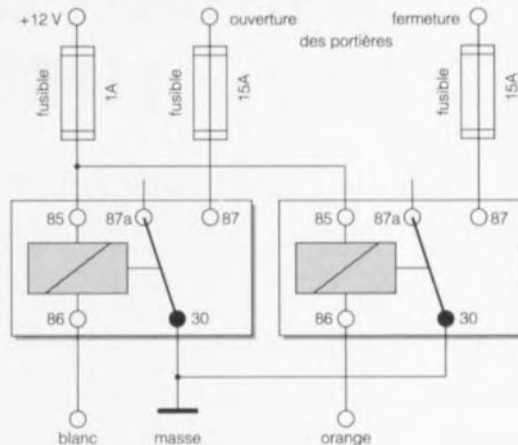 +12 V
ouverture
fermeture
des portières
fusible
1A
fusible
15A
fusible
15A
85
87a
87
85
87a
87
86
30
86
30
blanc
masse
orange